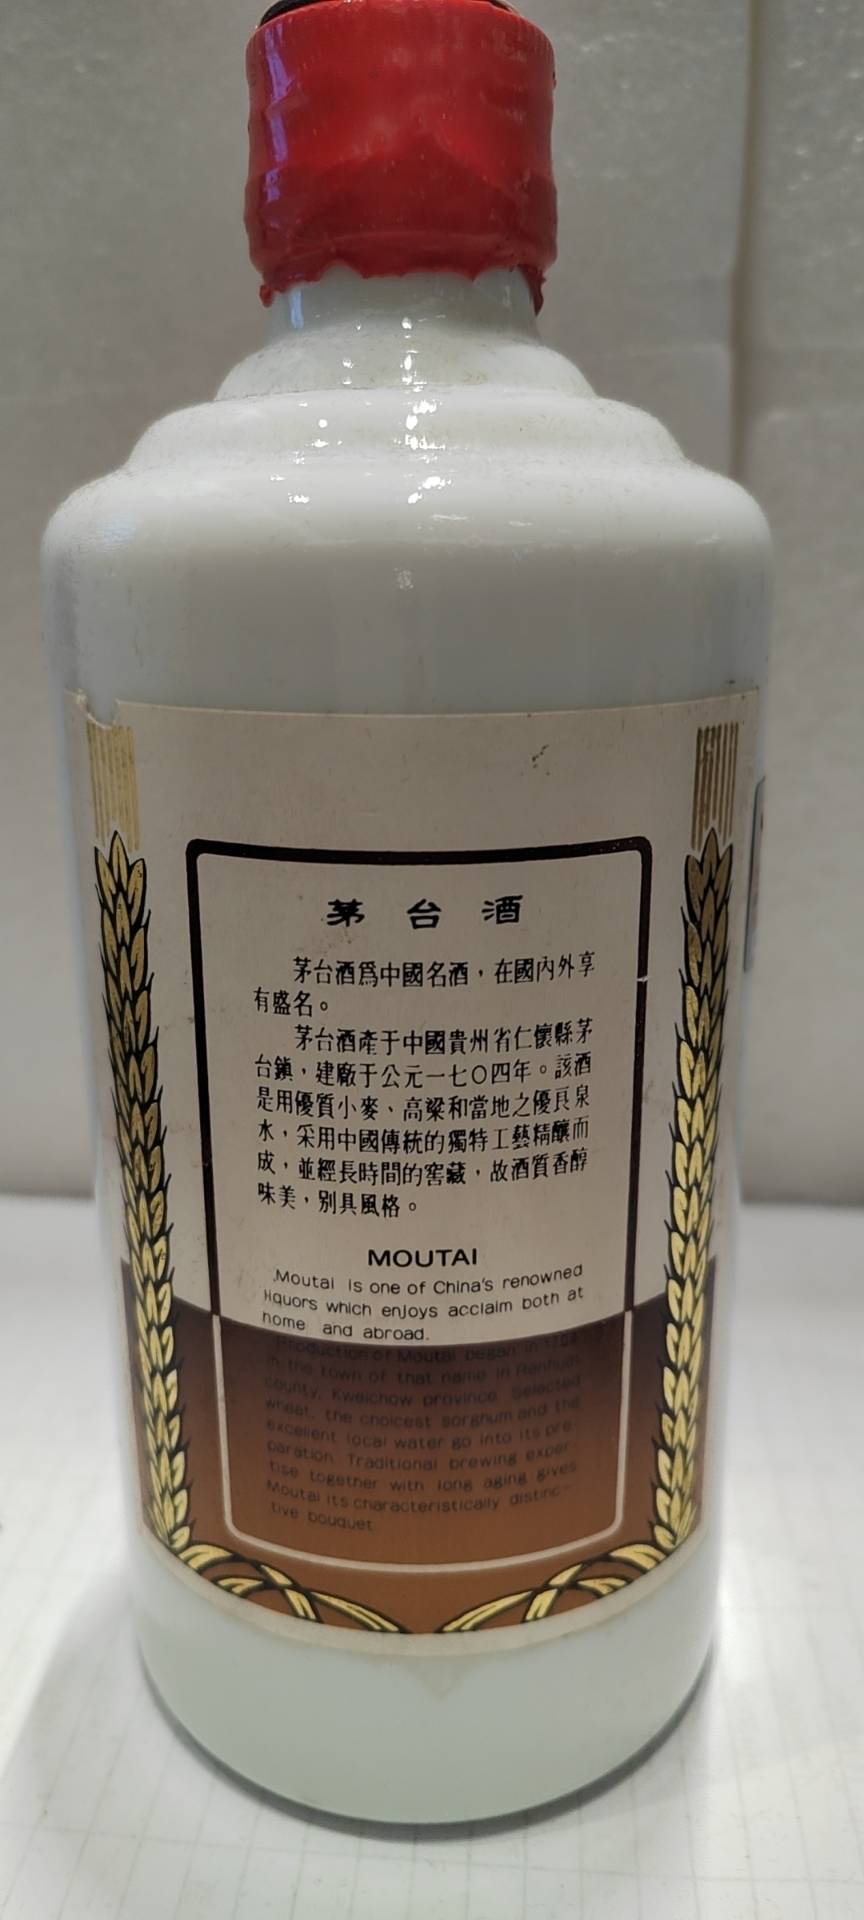 茅台酒
茅台酒爲中國名酒，在國內外享
有盛名。
茅台酒產于中國貴州省仁懷縣茅
台鎮，建廠于公元一七〇四年。該酒
是用優質小麥、高粱和當地之優良泉
水，采用中國傳統的獨特工藝精釀而
成，並經長時間的窖藏，故酒質香醇
味美，別具風格。
MOUTAI
Moutai is one of China's renowned
liquors which enjoys acclaim both at
home and abroad.
Production of Moutai began in 1704
in the town of that name in Renhuai
county, Kweichow province. Selected
wheat, the choicest sorghum and the
excellent local water go into its pre-
paration. Traditional brewing exper-
tise together with long aging gives
Moutai its characteristically distinc-
tive bouquet.